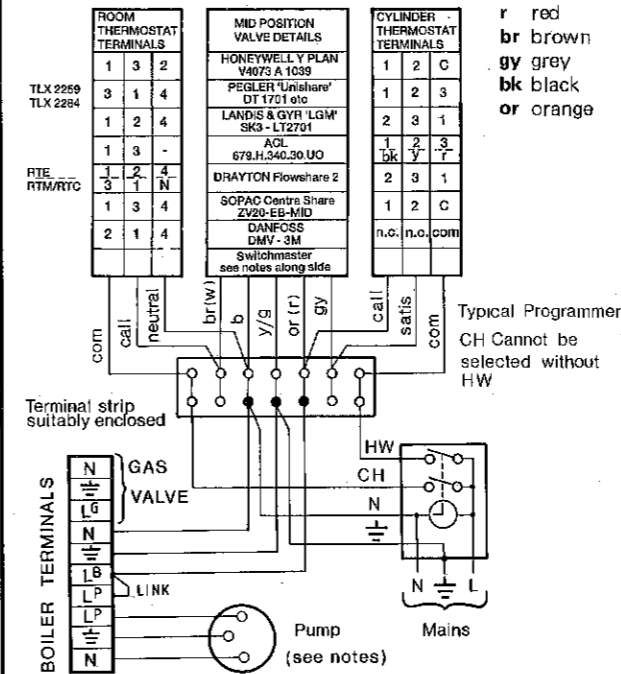 ROOM THERMOSTAT TERMINALS
1 3 2
3 1 4
1 2 4
1 3 -
1 2 4
3 1 N
1 3 4
2 1 4
TLX 2259
TLX 2284
RTE
RTM/RTC
MID POSITION VALVE DETAILS
HONEYWELL Y PLAN
V4073 A 1039
PEGLER 'Unishare'
DT 1701 etc
LANDIS & GYR 'LGM'
SK3 - LT2701
ACL
679.H.340.30.UO
DRAYTON Flowshare 2
SOPAC Centra Share
ZV20-EB-MID
DANFOSS
DMV - 3M
Switchmaster
see notes along side
CYLINDER THERMOSTAT TERMINALS
1 2 C
1 2 3
2 3 1
1 2 3
bk y r
2 3 1
1 2 C
n.c. n.c. com
r red
br brown
gy grey
bk black
or orange
com
call
neutral
br(w)
b
y/g
or (r)
gy
call
satis
com
Typical Programmer
CH Cannot be
selected without
HW
Terminal strip
suitably enclosed
HW
CH
N
N L
Mains
BOILER TERMINALS
N
LG
N
LB
LP
LP
N
GAS
VALVE
LINK
Pump
(see notes)